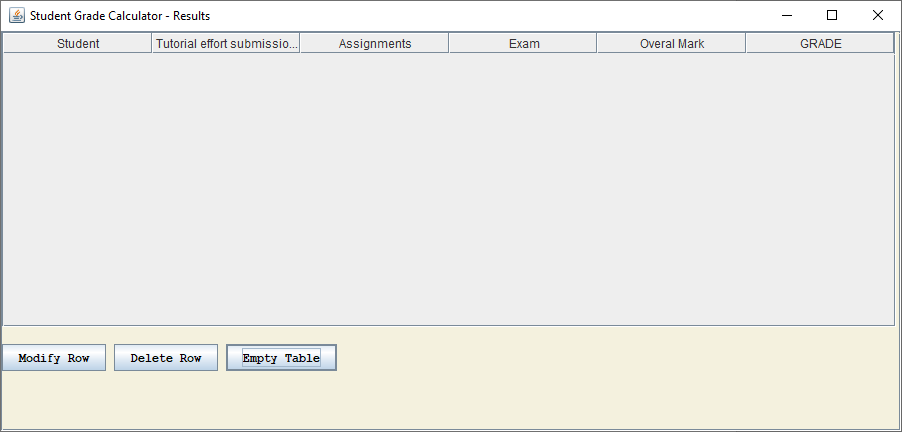 Student Grade Calculator - Results
Student Tutorial effort submissio... Assignments Exam Overal Mark GRADE
Modify Row Delete Row Empty Table